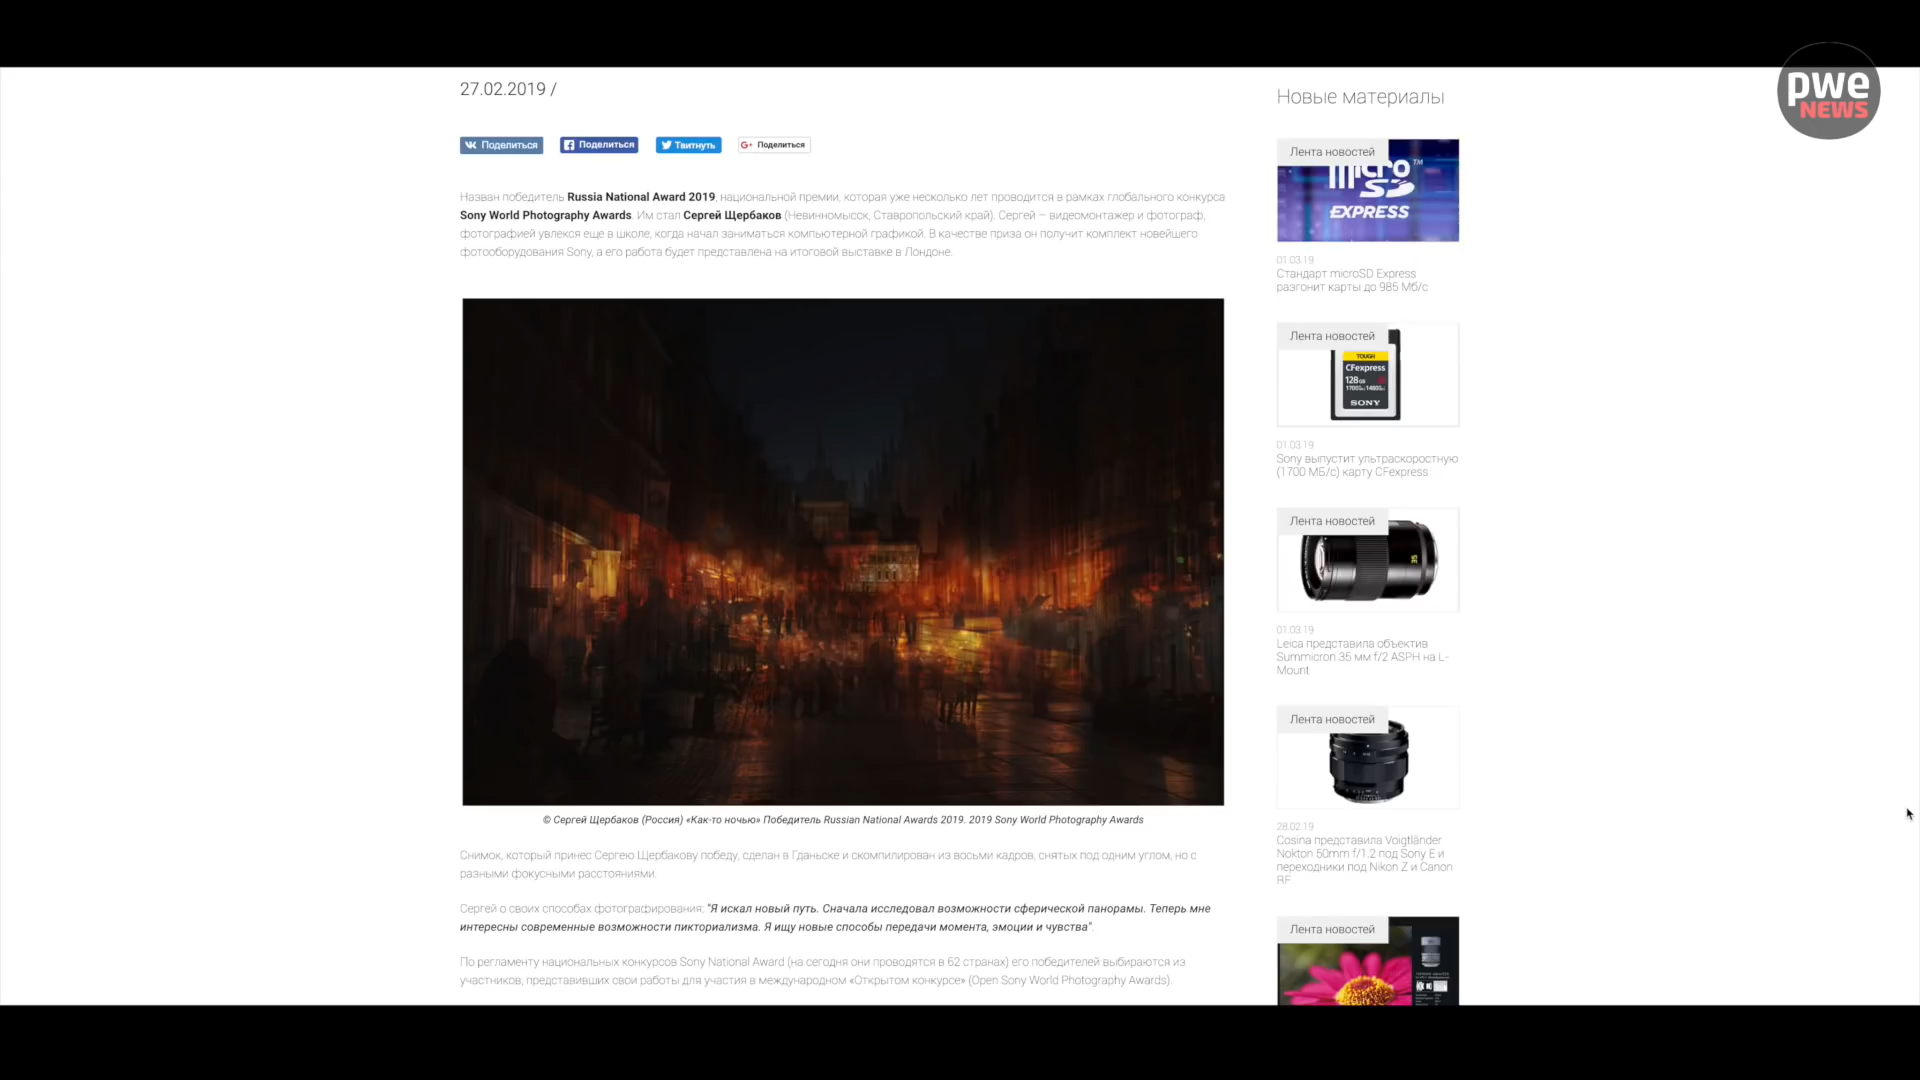 pwe
NEWS
27.02.2019 /
Поделиться
Поделиться
Твитнуть
G+ Поделиться
Назван победитель Russia National Award 2019, национальной премии, которая уже несколько лет проводится в рамках глобального конкурса
Sony World Photography Awards. Им стал Сергей Щербаков (Невинномысск, Ставропольский край). Сергей — видеомонтажер и фотограф,
фотографией увлекся еще в школе, когда начал заниматься компьютерной графикой. В качестве приза он получит комплект новейшего
фотооборудования Sony, а его работа будет представлена на итоговой выставке в Лондоне.
© Сергей Щербаков (Россия) «Как-то ночью» Победитель Russian National Awards 2019. 2019 Sony World Photography Awards
Снимок, который принес Сергею Щербакову победу, сделан в Гданьске и скомпилирован из восьми кадров, снятых под одним углом, но с
разными фокусными расстояниями.
Сергей о своих способах фотографирования: "Я искал новый путь. Сначала исследовал возможности сферической панорамы. Теперь мне
интересны современные возможности пикториализма. Я ищу новые способы передачи момента, эмоции и чувства".
По регламенту национальных конкурсов Sony National Award (на сегодня они проводятся в 62 странах) его победителей выбираются из
участников, представивших свои работы для участия в международном «Открытом конкурсе» (Open Sony World Photography Awards).
Новые материалы
Лента новостей
micro TM
SD
EXPRESS
01.03.19
Стандарт microSD Express
разгонит карты до 985 Мб/с
Лента новостей
TOUGH
CFexpress
128 GB
SONY
01.03.19
Sony выпустит ультраскоростную
(1700 МБ/с) карту CFexpress
Лента новостей
35
01.03.19
Leica представила объектив
Summicron 35 мм f/2 ASPH на L-
Mount
Лента новостей
28.02.19
Cosina представила Voigtländer
Nokton 50mm f/1.2 под Sony E и
переходники под Nikon Z и Canon
RF
Лента новостей